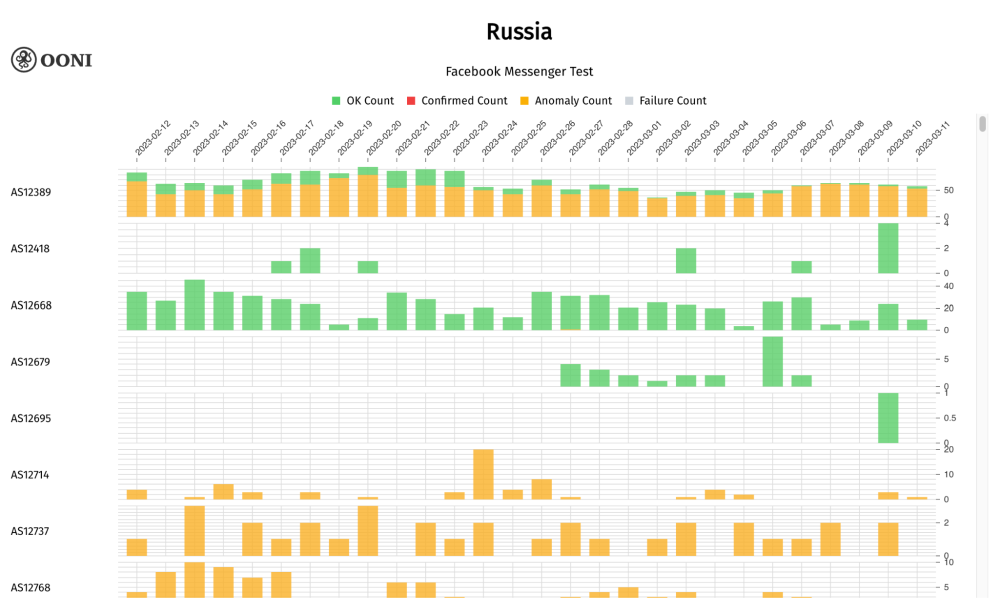 Russia
OONI
Facebook Messenger Test
OK Count Confirmed Count Anomaly Count Failure Count
2023-02-12 2023-02-13 2023-02-14 2023-02-15 2023-02-16 2023-02-17 2023-02-18 2023-02-19 2023-02-20 2023-02-21 2023-02-22 2023-02-23 2023-02-24 2023-02-25 2023-02-26 2023-02-27 2023-02-28 2023-03-01 2023-03-02 2023-03-03 2023-03-04 2023-03-05 2023-03-06 2023-03-07 2023-03-08 2023-03-09 2023-03-10 2023-03-11
AS12389
50
0
4
AS12418
2
0
40
AS12668
20
0
AS12679
5
0
1
AS12695
0.5
0
20
AS12714
10
0
AS12737
2
0
10
AS12768
5